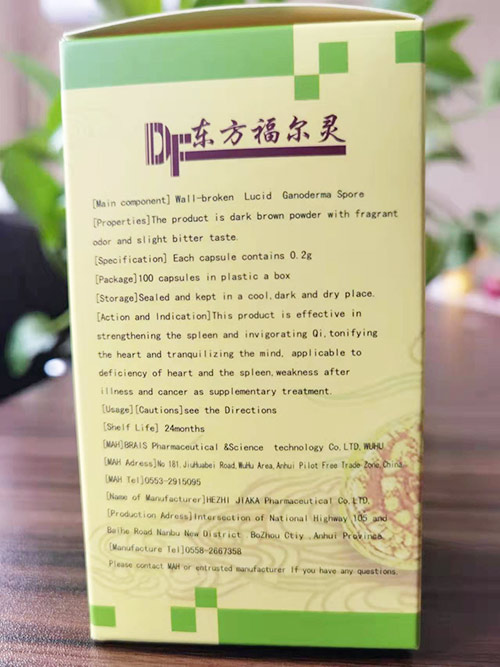 DF东方福尔灵
[Main component] Wall-broken Lucid Ganoderma Spore
[Properties]The product is dark brown powder with fragrant
odor and slight bitter taste.
[Specification] Each capsule contains 0.2g
[Package]100 capsules in plastic a box
[Storage]Sealed and kept in a cool,dark and dry place.
[Action and Indication]This product is effective in
strengthening the spleen and invigorating Qi,tonifying
the heart and tranquilizing the mind, applicable to
deficiency of heart and the spleen,weakness after
illness and cancer as supplementary treatment.
[Usage][Cautions]see the Directions
[Shelf Life] 24months
[MAH]BRAIS Pharmaceutical &Science technology Co.LTD,WUHU
[MAH Adress]No 181,JiuHuabei Road,WuHu Area,Anhui Pilot Free Trade Zone,China.
[MAH Tel]0553-2915095
[Name of Manufacturer]HEZHI JIAKA Pharmaceutical Co.LTD.
[Production Adress]Intersection of National Highway 105 and
Beihe Road Nanbu New District .BoZhou Ctiy .Anhui Province.
[Manufacture Tel]0558-2667358
Please contact MAH or entrusted manufacturer If you have any questions.